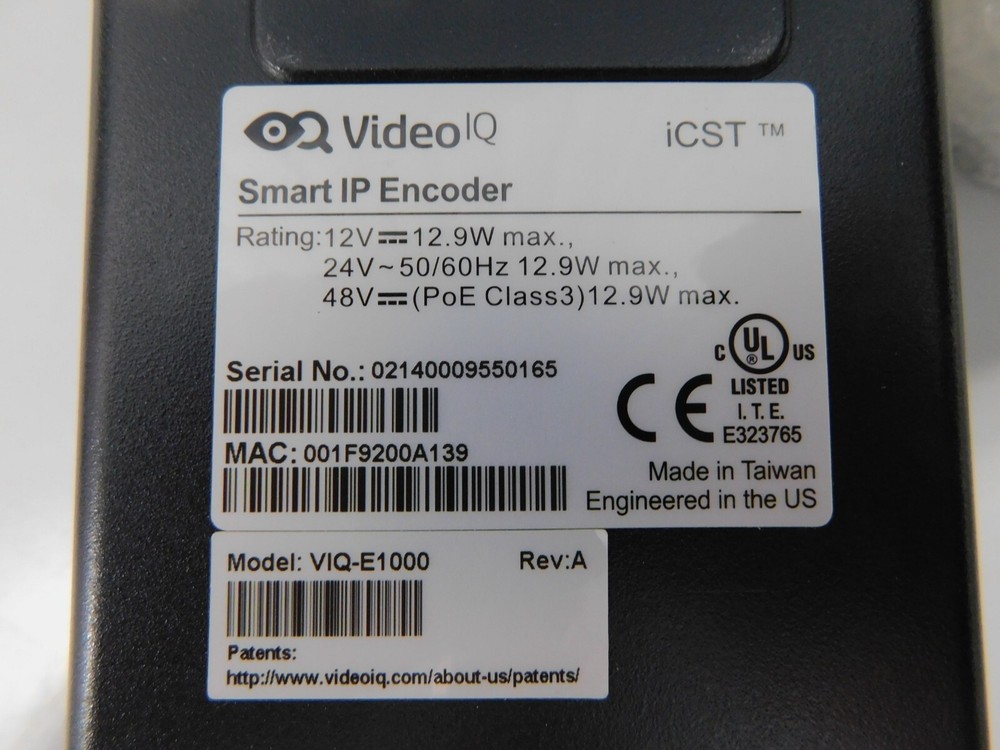 VideoIQ
iCST ™
Smart IP Encoder
Rating:12V⎓12.9W max.,
24V~50/60Hz 12.9W max.,
48V⎓(PoE Class3)12.9W max.
C UL® US
LISTED
I.T.E.
E323765
Serial No.: 02140009550165
CE
MAC: 001F9200A139
Made in Taiwan
Engineered in the US
Model: VIQ-E1000 Rev:A
Patents:
http://www.videoiq.com/about-us/patents/